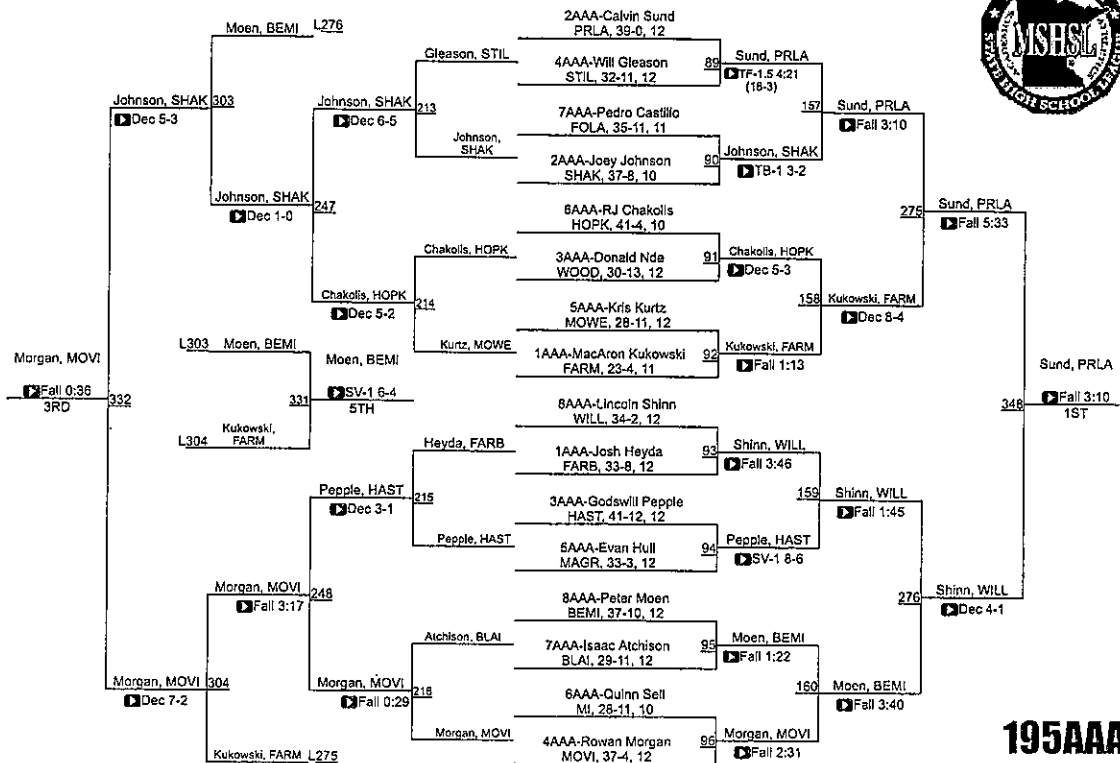 Moen, BEMI L276
Johnson, SHAK 303
Dec 5-3
Johnson, SHAK
Dec 1-0
247
Johnson, SHAK
Dec 6-5
213
Gleason, STIL
Johnson,
SHAK
Chakolis, HOPK
Dec 5-2
214
Chakolis, HOPK
Kurtz, MOWE
Morgan, MOVI
Fall 0:36
3RD
332
L303 Moen, BEMI
331
L304 Kukowski,
FARM
Moen, BEMI
SV-1 6-4
5TH
Pepple, HAST
Dec 3-1
215
Heyda, FARB
Pepple, HAST
Morgan, MOVI
Fall 3:17
248
Morgan, MOVI
Fall 0:29
216
Atchison, BLAI
Morgan, MOVI
Morgan, MOVI 304
Dec 7-2
Kukowski, FARM L275
2AAA-Calvin Sund
PRLA, 39-0, 12
4AAA-Will Gleason
STIL, 32-11, 12
89
7AAA-Pedro Castillo
FOLA, 35-11, 11
2AAA-Joey Johnson
SHAK, 37-8, 10
90
6AAA-RJ Chakolis
HOPK, 41-4, 10
3AAA-Donald Nde
WOOD, 30-13, 12
91
5AAA-Kris Kurtz
MOWE, 28-11, 12
1AAA-MacAron Kukowski
FARM, 23-4, 11
92
8AAA-Lincoln Shinn
WILL, 34-2, 12
1AAA-Josh Heyda
FARB, 33-8, 12
93
3AAA-Godswill Pepple
HAST, 41-12, 12
5AAA-Evan Hull
MAGR, 33-3, 12
94
8AAA-Peter Moen
BEMI, 37-10, 12
7AAA-Isaac Atchison
BLAI, 29-11, 12
95
6AAA-Quinn Sell
MI, 28-11, 10
4AAA-Rowan Morgan
MOVI, 37-4, 12
96
Sund, PRLA
TF-1.5 4:21
(18-3)
Johnson, SHAK
TB-1 3-2
157
Sund, PRLA
Fall 3:10
Chakolis, HOPK
Dec 5-3
Kukowski, FARM
Fall 1:13
158
Kukowski, FARM
Dec 8-4
275
Sund, PRLA
Fall 5:33
Shinn, WILL
Fall 3:46
Pepple, HAST
SV-1 8-6
159
Shinn, WILL
Fall 1:45
Moen, BEMI
Fall 1:22
Morgan, MOVI
Fall 2:31
160
Moen, BEMI
Fall 3:40
276
Shinn, WILL
Dec 4-1
348
Sund, PRLA
Fall 3:10
1ST
MSHSL
STATE HIGH SCHOOL LEAGUE
195AAA